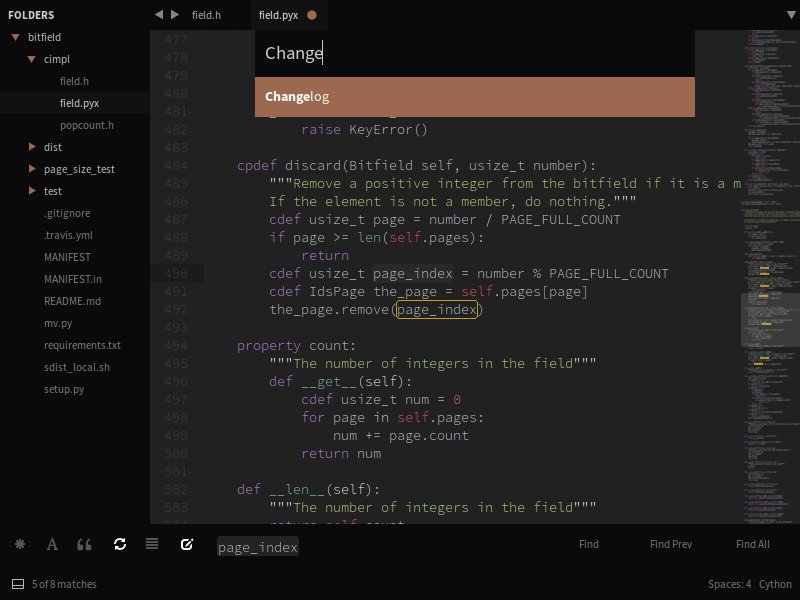 FOLDERS
field.h
field.pyx
bitfield
cimpl
field.h
field.pyx
popcount.h
dist
page_size_test
test
.gitignore
.travis.yml
MANIFEST
MANIFEST.in
README.md
mv.py
requirements.txt
sdist_local.sh
setup.py
Change
Changelog
477
478
479
480
481
482 raise KeyError()
483
484 cpdef discard(Bitfield self, usize_t number):
485 """Remove a positive integer from the bitfield if it is a m
486 If the element is not a member, do nothing."""
487 cdef usize_t page = number / PAGE_FULL_COUNT
488 if page >= len(self.pages):
489 return
490 cdef usize_t page_index = number % PAGE_FULL_COUNT
491 cdef IdsPage the_page = self.pages[page]
492 the_page.remove(page_index)
493
494 property count:
495 """The number of integers in the field"""
496 def __get__(self):
497 cdef usize_t num = 0
498 for page in self.pages:
499 num += page.count
500 return num
501
502 def __len__(self):
503 """The number of integers in the field"""
504 return self.count
page_index
Find
Find Prev
Find All
5 of 8 matches
Spaces: 4
Cython